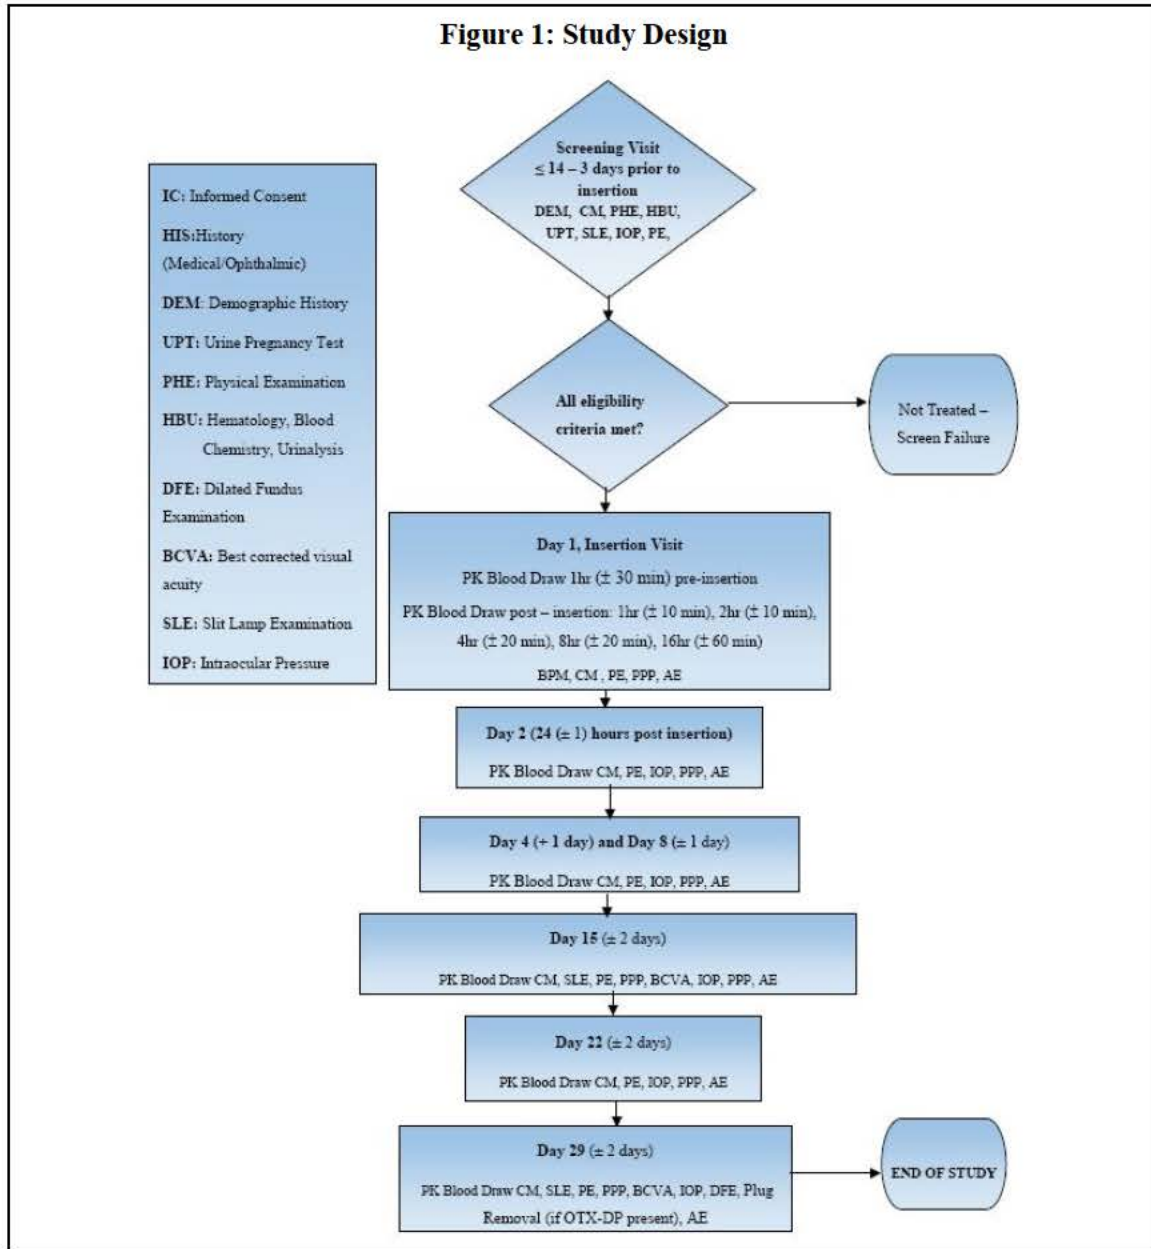 Figure 1: Study Design
Screening Visit
≤ 14 – 3 days prior to
insertion
DEM, CM, PHE, HBU,
UPT, SLE, IOP, PE,
IC: Informed Consent
HIS:History
(Medical/Ophthalmic)
DEM: Demographic History
UPT: Urine Pregnancy Test
PHE: Physical Examination
HBU: Hematology, Blood
Chemistry, Urinalysis
DFE: Dilated Fundus
Examination
BCVA: Best corrected visual
acuity
SLE: Slit Lamp Examination
IOP: Intraocular Pressure
All eligibility
criteria met?
Not Treated –
Screen Failure
Day 1, Insertion Visit
PK Blood Draw 1hr (± 30 min) pre-insertion
PK Blood Draw post – insertion: 1hr (± 10 min), 2hr (± 10 min),
4hr (± 20 min), 8hr (± 20 min), 16hr (± 60 min)
BPM, CM , PE, PPP, AE
Day 2 (24 (± 1) hours post insertion)
PK Blood Draw CM, PE, IOP, PPP, AE
Day 4 (+ 1 day) and Day 8 (± 1 day)
PK Blood Draw CM, PE, IOP, PPP, AE
Day 15 (± 2 days)
PK Blood Draw CM, SLE, PE, PPP, BCVA, IOP, PPP, AE
Day 22 (± 2 days)
PK Blood Draw CM, PE, IOP, PPP, AE
Day 29 (± 2 days)
PK Blood Draw CM, SLE, PE, PPP, BCVA, IOP, DFE, Plug
Removal (if OTX-DP present), AE
END OF STUDY